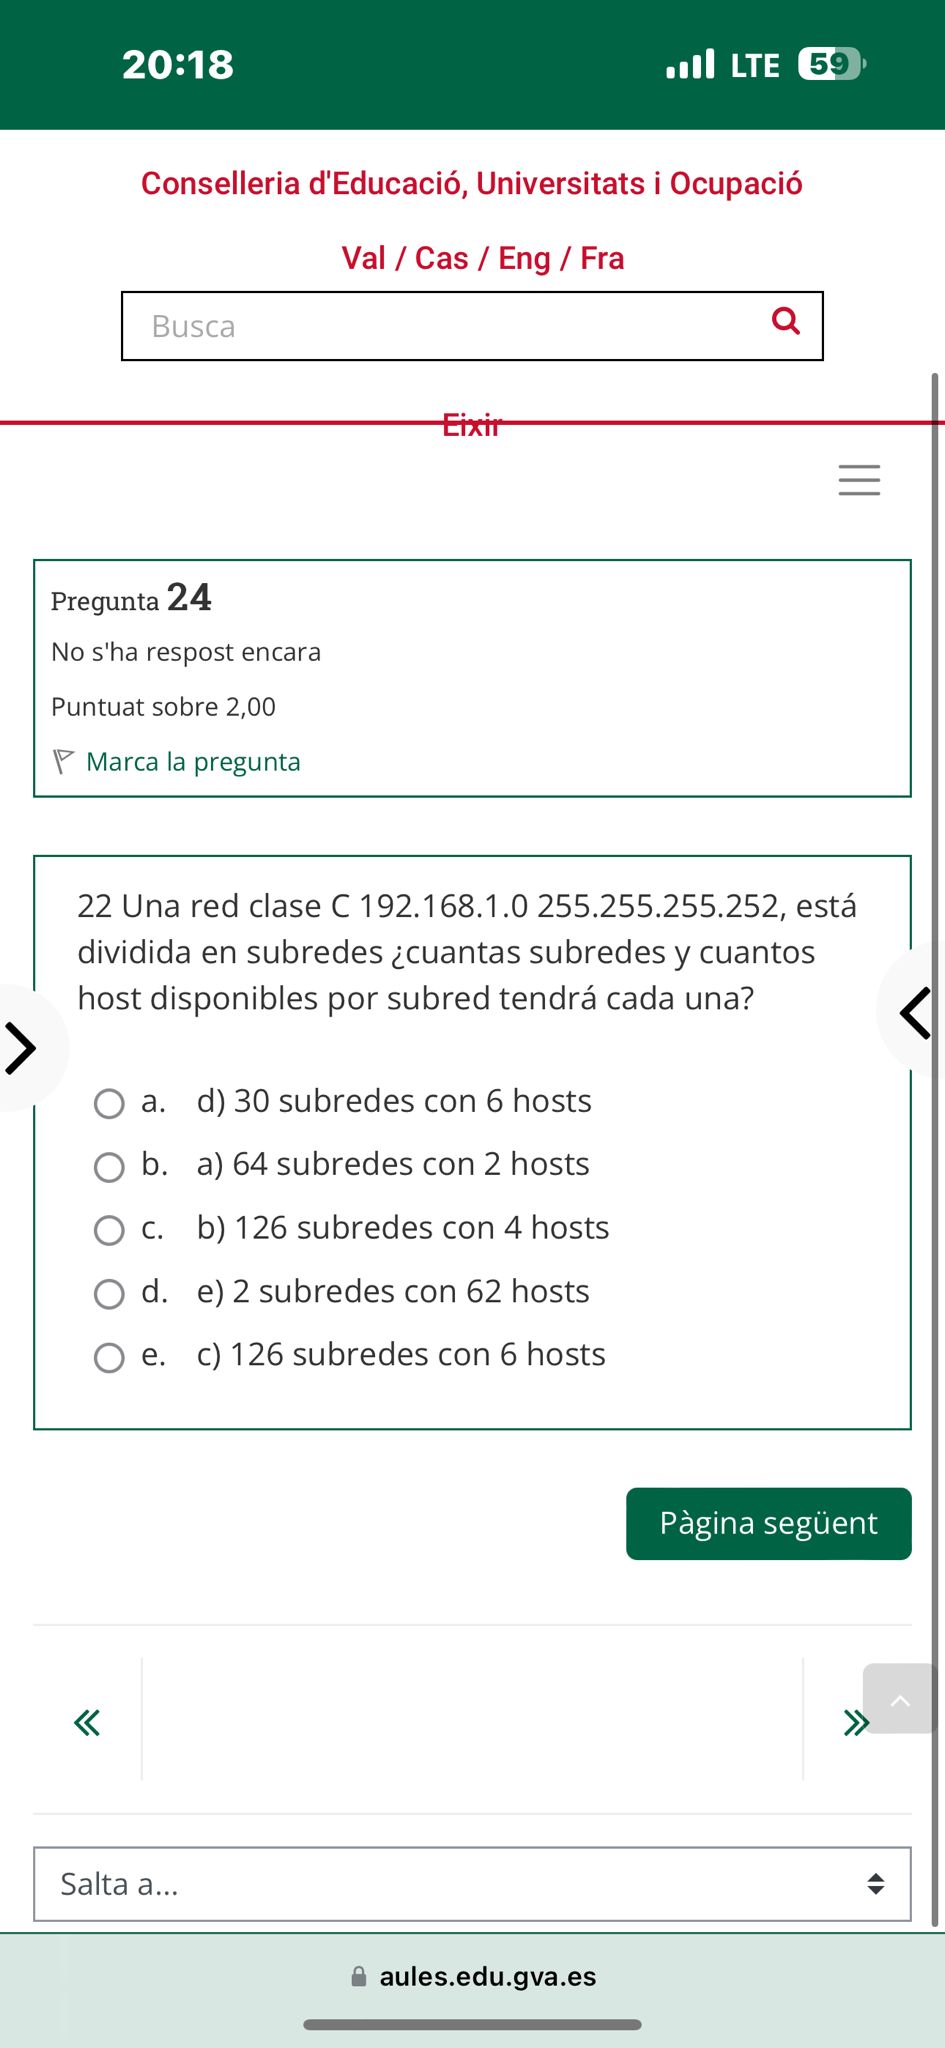 20:18
LTE 59
Conselleria d'Educació, Universitats i Ocupació
Val / Cas / Eng / Fra
Busca
Eixir
Pregunta 24
No s'ha respost encara
Puntuat sobre 2,00
Marca la pregunta
22 Una red clase C 192.168.1.0 255.255.255.252, está
dividida en subredes ¿cuantas subredes y cuantos
host disponibles por subred tendrá cada una?
a. d) 30 subredes con 6 hosts
b. a) 64 subredes con 2 hosts
c. b) 126 subredes con 4 hosts
d. e) 2 subredes con 62 hosts
e. c) 126 subredes con 6 hosts
Pàgina següent
Salta a...
aules.edu.gva.es